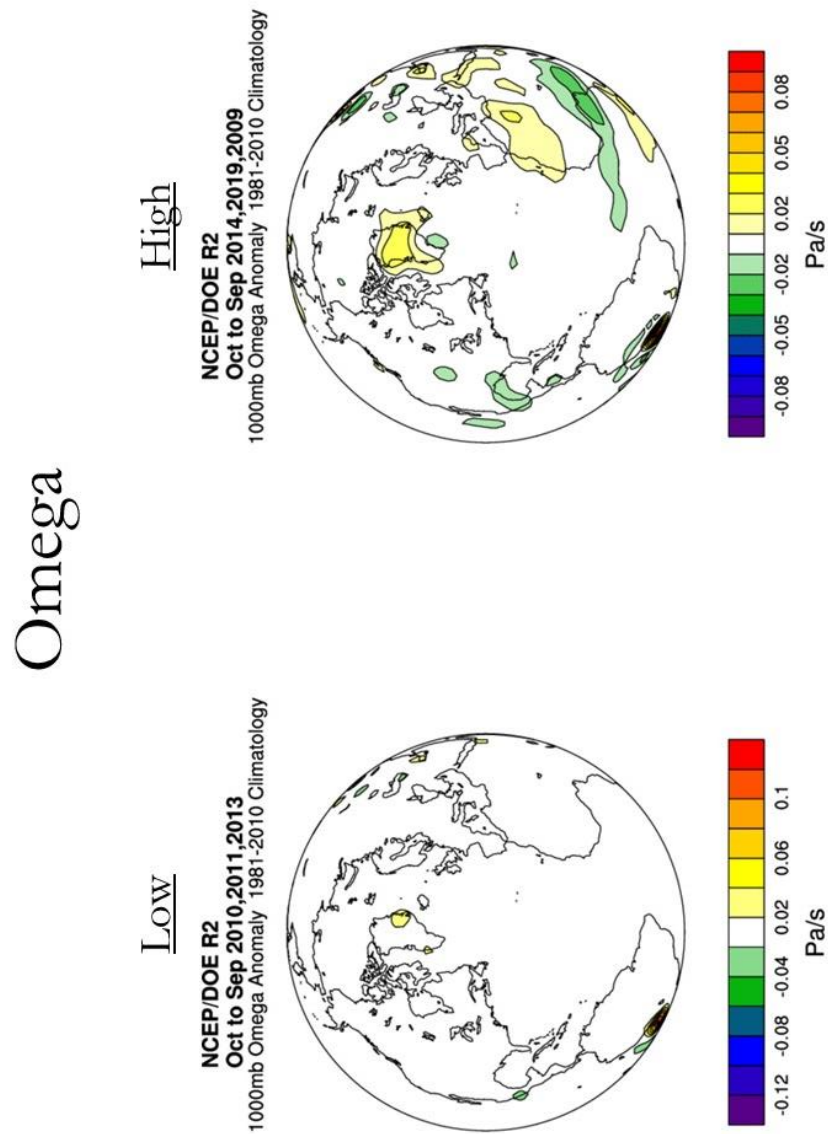 Omega
Low
NCEP/DOE R2
Oct to Sep 2010,2011,2013
1000mb Omega Anomaly 1981-2010 Climatology
-0.12 -0.08 -0.04 0.02 0.06 0.1
Pa/s
High
NCEP/DOE R2
Oct to Sep 2014,2019,2009
1000mb Omega Anomaly 1981-2010 Climatology
-0.08 -0.05 -0.02 0.02 0.05 0.08
Pa/s